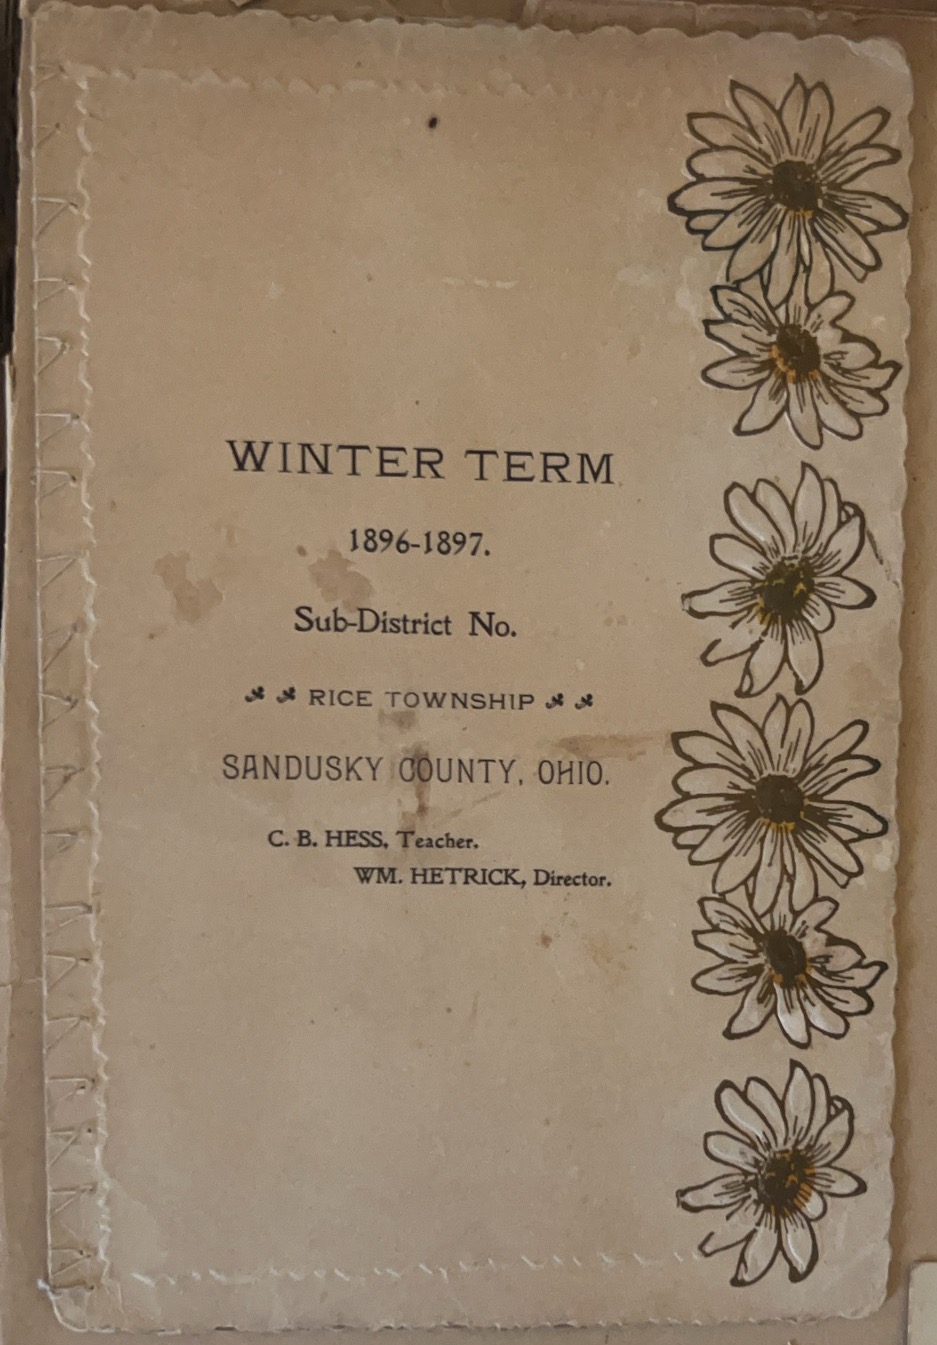 WINTER TERM
1896-1897.
Sub-District No.
RICE TOWNSHIP
SANDUSKY COUNTY, OHIO.
C. B. HESS, Teacher.
WM. HETRICK, Director.